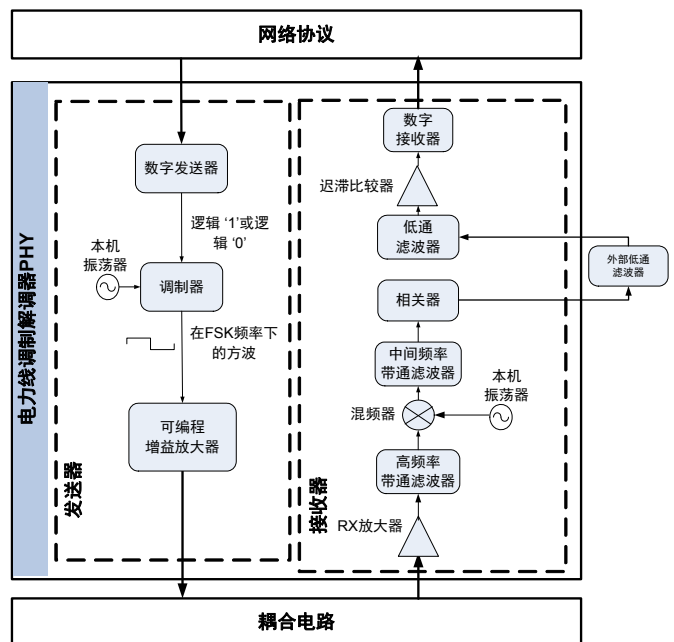 网络协议
电力线调制解调器PHY
发送器
数字发送器
逻辑 ‘1’或逻
辑 ‘0’
本机
振荡器
调制器
在FSK频率下
的方波
可编程
增益放大器
接收器
数字
接收器
迟滞比较器
低通
滤波器
外部低通
滤波器
相关器
中间频率
带通滤波器
本机
振荡器
混频器
高频率
带通滤波器
RX放大器
耦合电路